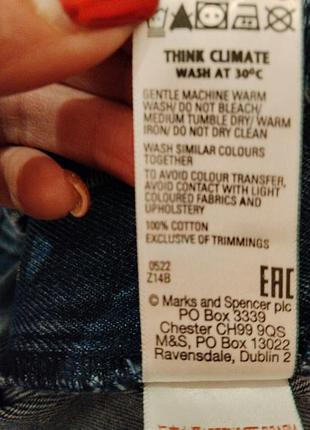 THINK CLIMATE
WASH AT 30°C
GENTLE MACHINE WARM
WASH/ DO NOT BLEACH/
MEDIUM TUMBLE DRY/ WARM
IRON/ DO NOT DRY CLEAN
WASH SIMILAR COLOURS
TOGETHER
TO AVOID COLOUR TRANSFER,
AVOID CONTACT WITH LIGHT
COLOURED FABRICS AND
UPHOLSTERY
100% COTTON
EXCLUSIVE OF TRIMMINGS
0522
Z14B
EAC
© Marks and Spencer plc
PO Box 3339
Chester CH99 9QS
M&S, PO Box 13022
Ravensdale, Dublin 2